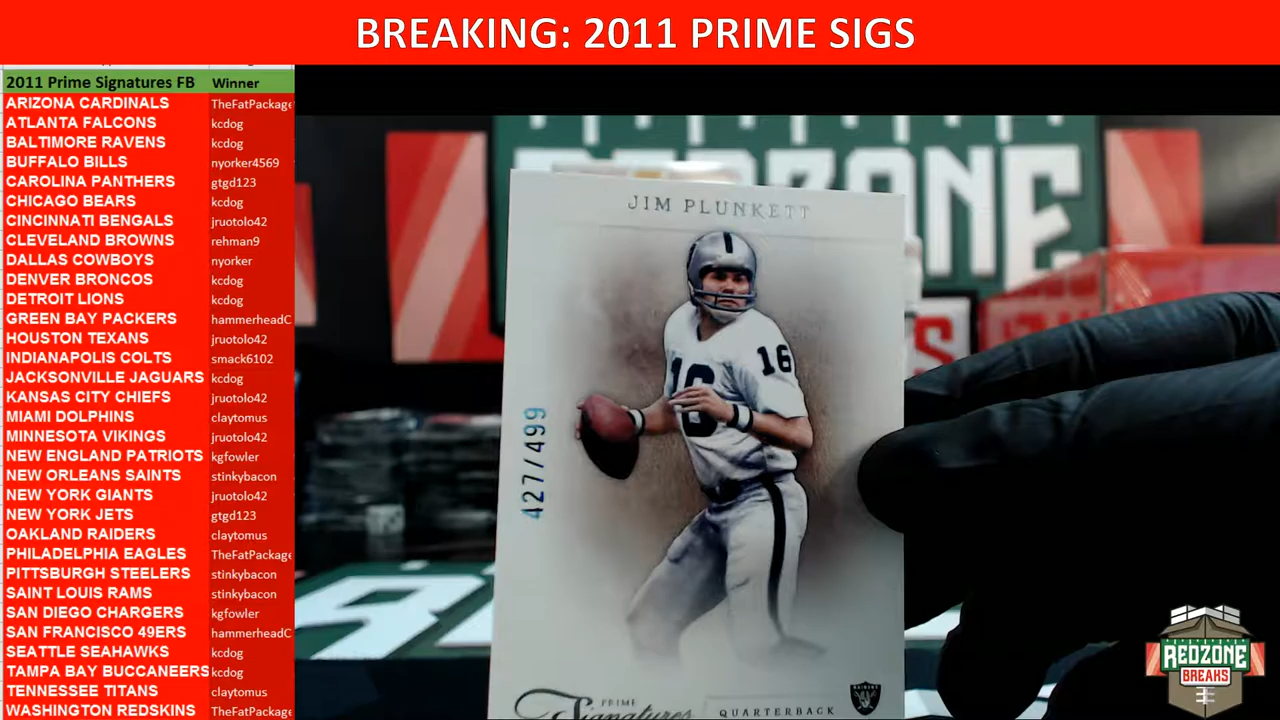 BREAKING: 2011 PRIME SIGS
2011 Prime Signatures FB Winner
ARIZONA CARDINALS TheFatPackage
ATLANTA FALCONS kcdog
BALTIMORE RAVENS kcdog
BUFFALO BILLS nyorker4569
CAROLINA PANTHERS gtgd123
CHICAGO BEARS kcdog
CINCINNATI BENGALS jruotolo42
CLEVELAND BROWNS rehman9
DALLAS COWBOYS nyorker
DENVER BRONCOS kcdog
DETROIT LIONS kcdog
GREEN BAY PACKERS hammerheadC
HOUSTON TEXANS jruotolo42
INDIANAPOLIS COLTS smack6102
JACKSONVILLE JAGUARS kcdog
KANSAS CITY CHIEFS jruotolo42
MIAMI DOLPHINS claytomus
MINNESOTA VIKINGS jruotolo42
NEW ENGLAND PATRIOTS kgfowler
NEW ORLEANS SAINTS stinkybacon
NEW YORK GIANTS jruotolo42
NEW YORK JETS gtgd123
OAKLAND RAIDERS claytomus
PHILADELPHIA EAGLES TheFatPackage
PITTSBURGH STEELERS stinkybacon
SAINT LOUIS RAMS stinkybacon
SAN DIEGO CHARGERS kgfowler
SAN FRANCISCO 49ERS hammerheadC
SEATTLE SEAHAWKS kcdog
TAMPA BAY BUCCANEERS kcdog
TENNESSEE TITANS claytomus
WASHINGTON REDSKINS TheFatPackage
REDZONE
JIM PLUNKETT
16
16
427/499
PRIME
Signatures
QUARTERBACK
RAIDERS
REDZONE
BREAKS